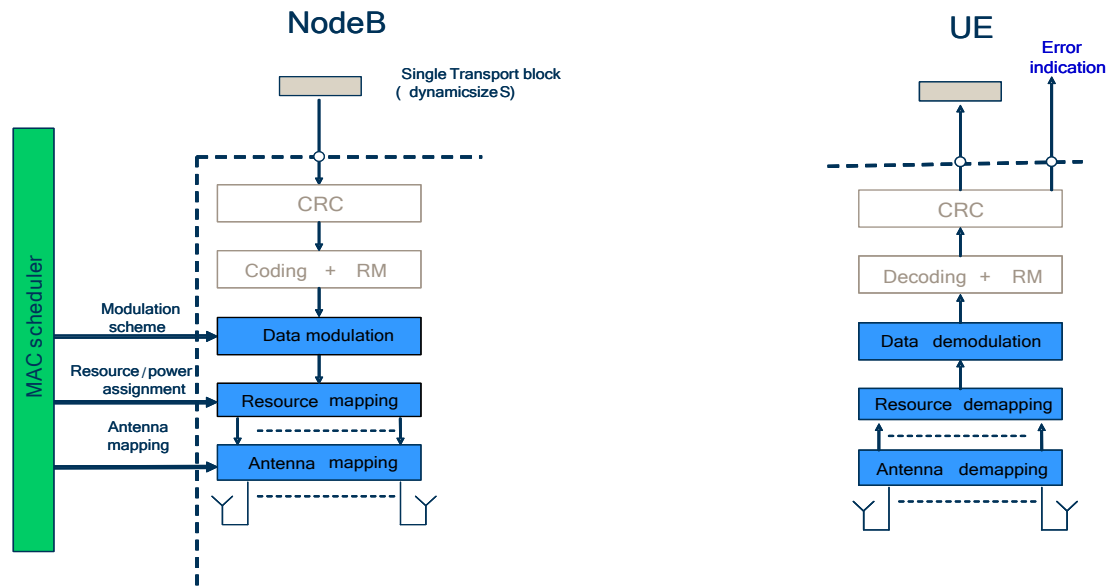 NodeB
UE
Error
indication
Single Transport block
( dynamicsize S)
MAC scheduler
CRC
Coding + RM
Modulation
scheme
Data modulation
Resource / power
assignment
Resource mapping
Antenna
mapping
Antenna mapping
CRC
Decoding + RM
Data demodulation
Resource demapping
Antenna demapping